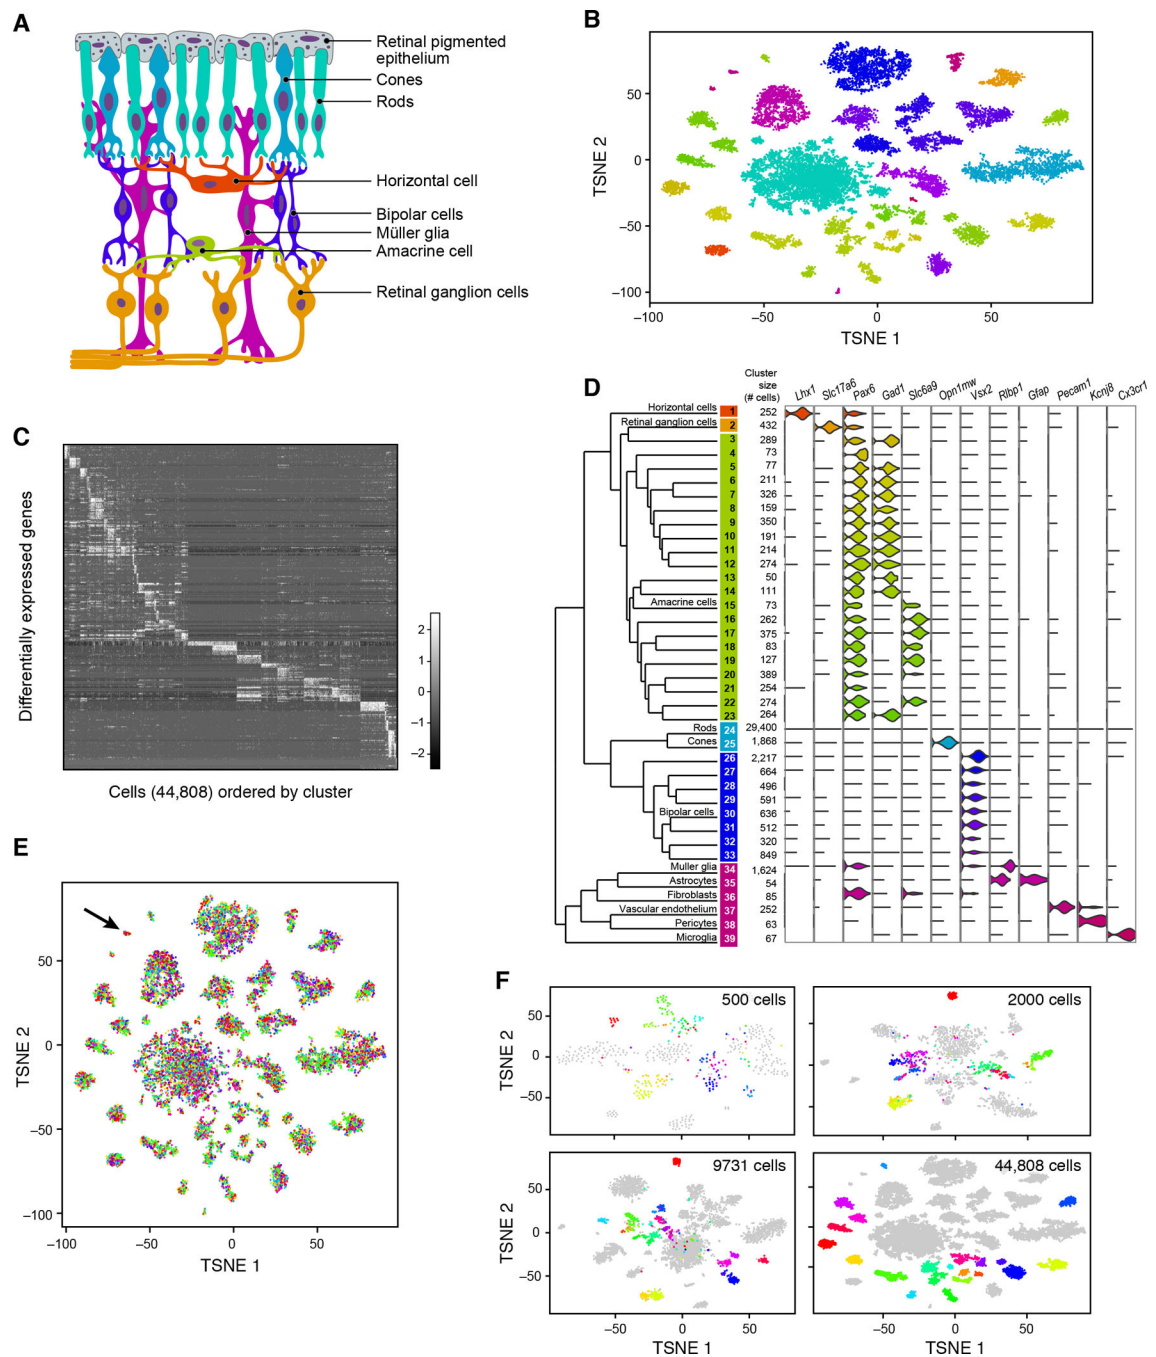 A
Retinal pigmented
epithelium
Cones
Rods
Horizontal cell
Bipolar cells
Müller glia
Amacrine cell
Retinal ganglion cells
B
TSNE 2
50
0
−50
−100
−100
−50
0
50
TSNE 1
C
Differentially expressed genes
Cells (44,808) ordered by cluster
2
1
0
−1
−2
D
Cluster
size
(# cells)
Lhx1
Slc17a6
Pax6
Gad1
Slc6a9
Opn1mw
Vsx2
Rlbp1
Gfap
Pecam1
Kcnj8
Cx3cr1
Horizontal cells 1 252
Retinal ganglion cells 2 432
3 289
4 73
5 77
6 211
7 326
8 159
9 350
10 191
11 214
12 274
13 50
14 111
Amacrine cells 15 73
16 262
17 375
18 83
19 127
20 389
21 254
22 274
23 264
Rods 24 29,400
Cones 25 1,868
26 2,217
27 664
28 496
29 591
Bipolar cells 30 636
31 512
32 320
33 849
Muller glia 34 1,624
Astrocytes 35 54
Fibroblasts 36 85
Vascular endothelium 37 252
Pericytes 38 63
Microglia 39 67
E
TSNE 2
50
0
−50
−100
−100
−50
0
50
TSNE 1
F
500 cells
2000 cells
TSNE 2
50
0
−50
9731 cells
44,808 cells
TSNE 2
50
0
−50
−50
0
50
−50
0
50
TSNE 1
TSNE 1